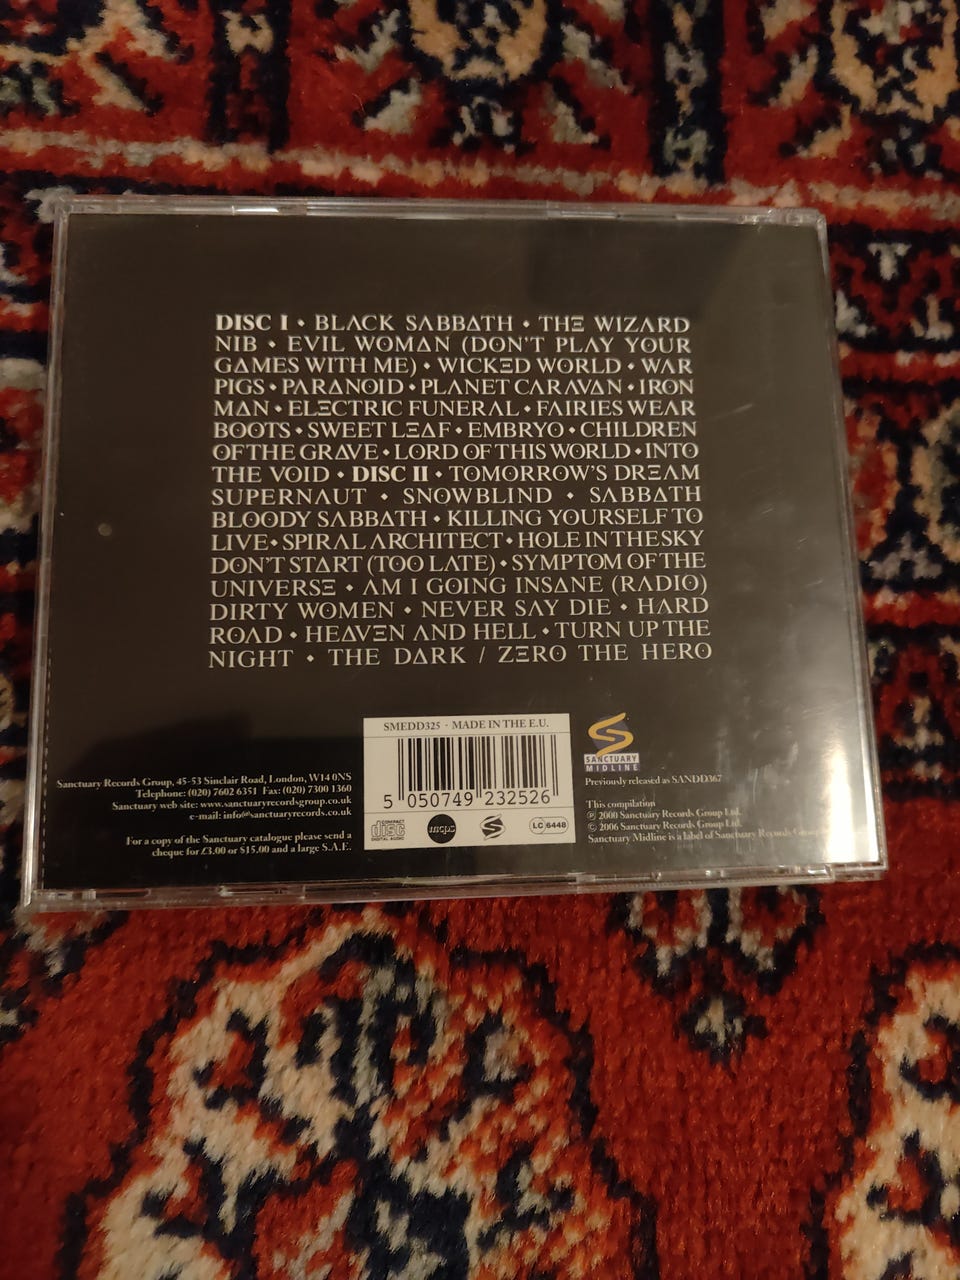 DISC I • BLACK SABBATH • THE WIZARD
NIB • EVIL WOMAN (DON'T PLAY YOUR
GAMES WITH ME) • WICKED WORLD • WAR
PIGS • PARANOID • PLANET CARAVAN • IRON
MAN • ELECTRIC FUNERAL • FAIRIES WEAR
BOOTS • SWEET LEAF • EMBRYO • CHILDREN
OF THE GRAVE • LORD OF THIS WORLD • INTO
THE VOID • DISC II • TOMORROW'S DREAM
SUPERNAUT • SNOWBLIND • SABBATH
BLOODY SABBATH • KILLING YOURSELF TO
LIVE • SPIRAL ARCHITECT • HOLE IN THE SKY
DON'T START (TOO LATE) • SYMPTOM OF THE
UNIVERSE • AM I GOING INSANE (RADIO)
DIRTY WOMEN • NEVER SAY DIE • HARD
ROAD • HEAVEN AND HELL • TURN UP THE
NIGHT • THE DARK / ZERO THE HERO
SMEDD325 · MADE IN THE E.U.
5 050749 232526
COMPACT
disc
DIGITAL AUDIO
mcps
LC 6448
SANCTUARY
MIDLINE
Sanctuary Records Group, 45-53 Sinclair Road, London, W14 0NS
Telephone: (020) 7602 6351 Fax: (020) 7300 1360
Sanctuary web site: www.sanctuaryrecordsgroup.co.uk
e-mail: info@sanctuaryrecords.co.uk
For a copy of the Sanctuary catalogue please send a
cheque for £3.00 or $15.00 and a large S.A.E.
Previously released as SANDD367
This compilation
℗ 2000 Sanctuary Records Group Ltd.
© 2006 Sanctuary Records Group Ltd.
Sanctuary Midline is a label of Sanctuary Records Group